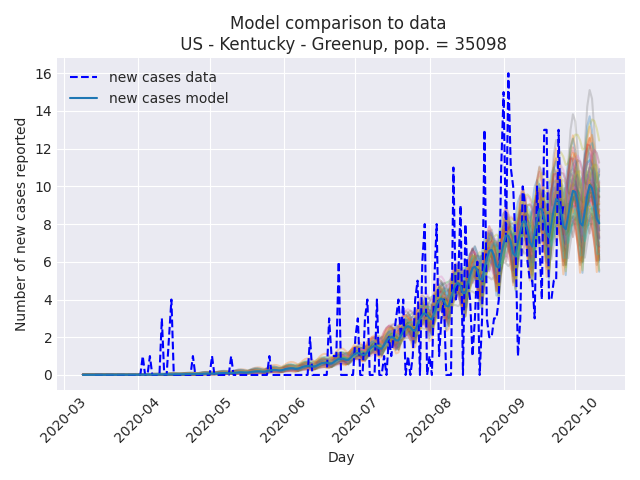 Model comparison to data
US - Kentucky - Greenup, pop. = 35098
new cases data
new cases model
Number of new cases reported
16
14
12
10
8
6
4
2
0
2020-03
2020-04
2020-05
2020-06
2020-07
2020-08
2020-09
2020-10
Day